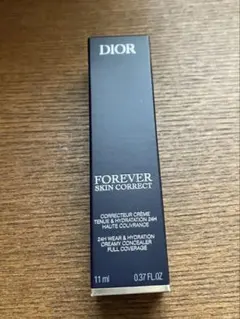 DIOR
FOREVER
SKIN CORRECT
CORRECTEUR CRÈME
TENUE & HYDRATATION 24H
HAUTE COUVRANCE
24H WEAR & HYDRATION
CREAMY CONCEALER
FULL COVERAGE
11 ml 0.37 FL.OZ